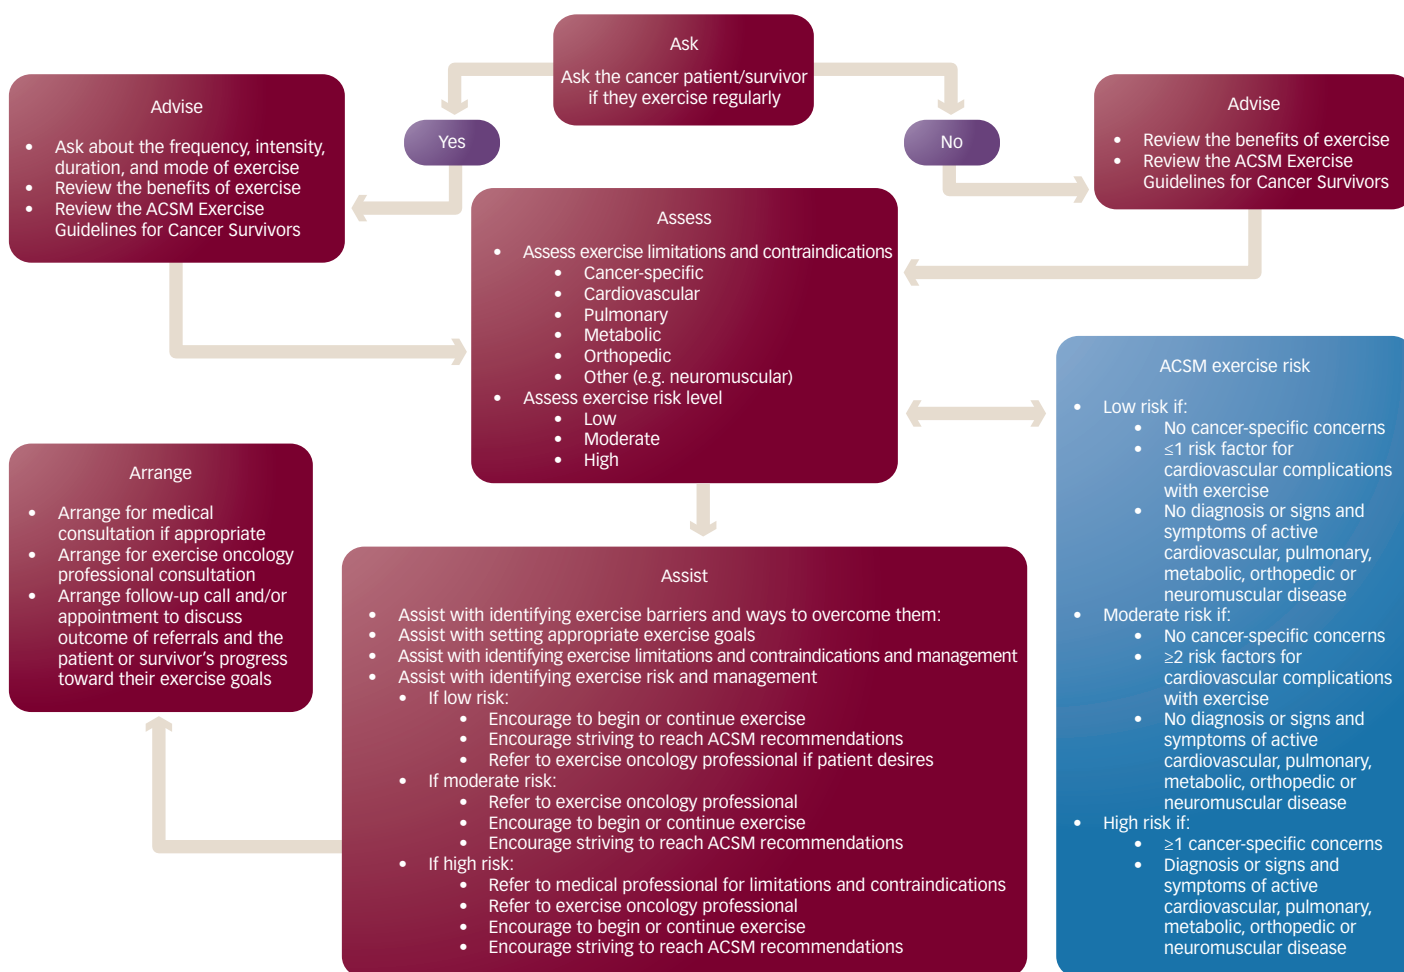 Ask
Ask the cancer patient/survivor
if they exercise regularly
Yes
No
Advise
• Ask about the frequency, intensity,
duration, and mode of exercise
• Review the benefits of exercise
• Review the ACSM Exercise
Guidelines for Cancer Survivors
Advise
• Review the benefits of exercise
• Review the ACSM Exercise
Guidelines for Cancer Survivors
Assess
• Assess exercise limitations and contraindications
• Cancer-specific
• Cardiovascular
• Pulmonary
• Metabolic
• Orthopedic
• Other (e.g. neuromuscular)
• Assess exercise risk level
• Low
• Moderate
• High
ACSM exercise risk
• Low risk if:
• No cancer-specific concerns
• ≤1 risk factor for
cardiovascular complications
with exercise
• No diagnosis or signs and
symptoms of active
cardiovascular, pulmonary,
metabolic, orthopedic or
neuromuscular disease
• Moderate risk if:
• No cancer-specific concerns
• ≥2 risk factors for
cardiovascular complications
with exercise
• No diagnosis or signs and
symptoms of active
cardiovascular, pulmonary,
metabolic, orthopedic or
neuromuscular disease
• High risk if:
• ≥1 cancer-specific concerns
• Diagnosis or signs and
symptoms of active
cardiovascular, pulmonary,
metabolic, orthopedic or
neuromuscular disease
Assist
• Assist with identifying exercise barriers and ways to overcome them:
• Assist with setting appropriate exercise goals
• Assist with identifying exercise limitations and contraindications and management
• Assist with identifying exercise risk and management
• If low risk:
• Encourage to begin or continue exercise
• Encourage striving to reach ACSM recommendations
• Refer to exercise oncology professional if patient desires
• If moderate risk:
• Refer to exercise oncology professional
• Encourage to begin or continue exercise
• Encourage striving to reach ACSM recommendations
• If high risk:
• Refer to medical professional for limitations and contraindications
• Refer to exercise oncology professional
• Encourage to begin or continue exercise
• Encourage striving to reach ACSM recommendations
Arrange
• Arrange for medical
consultation if appropriate
• Arrange for exercise oncology
professional consultation
• Arrange follow-up call and/or
appointment to discuss
outcome of referrals and the
patient or survivor's progress
toward their exercise goals